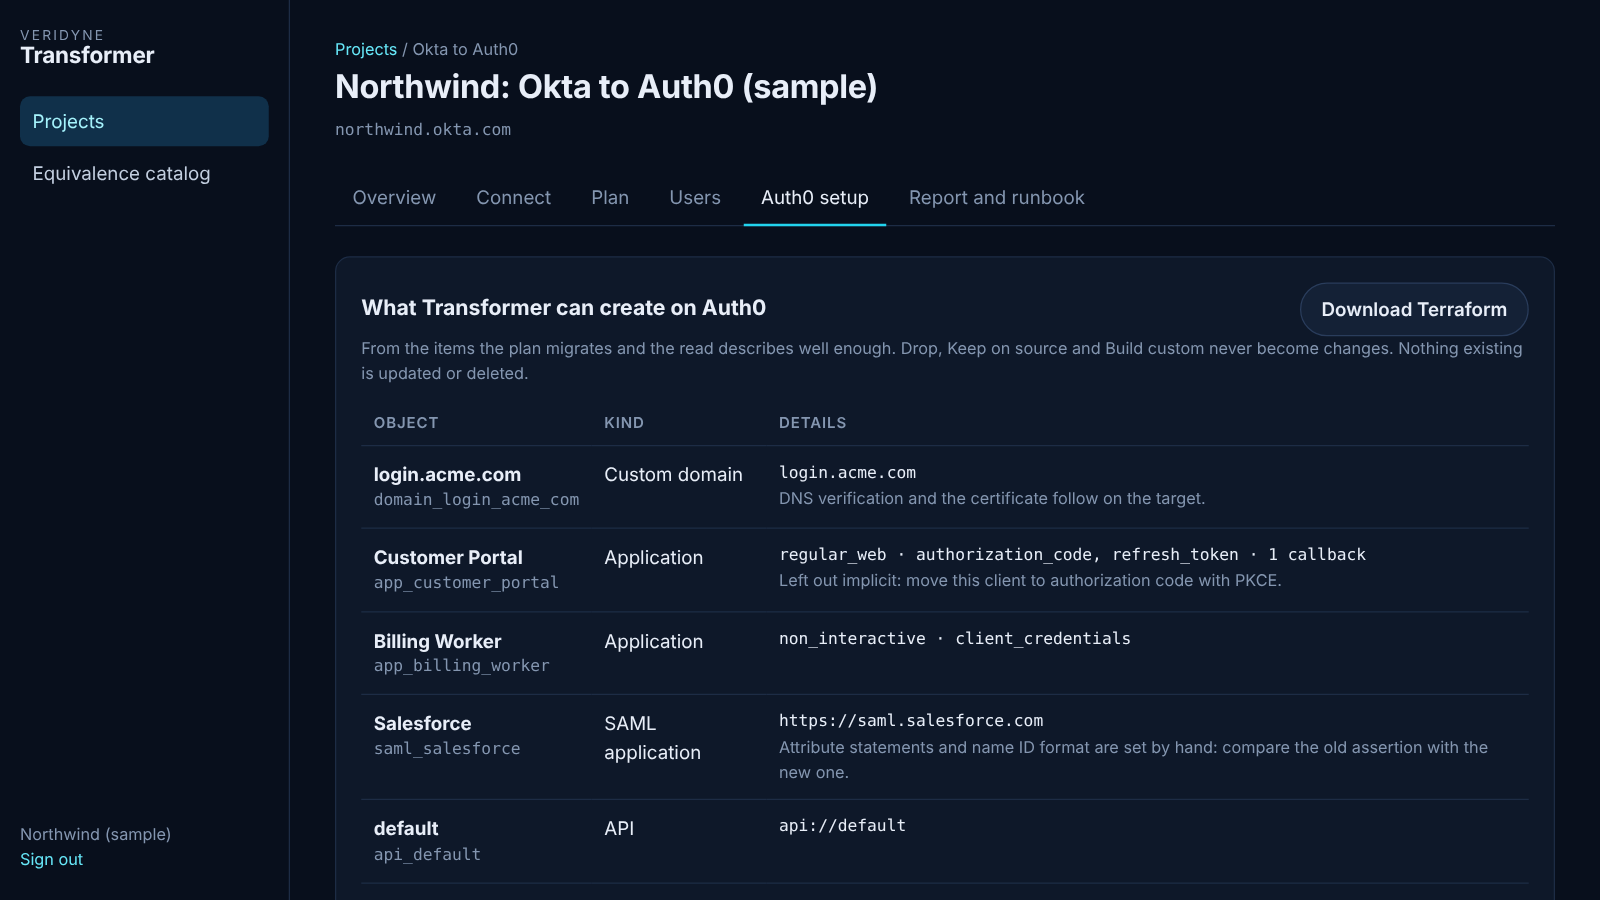 VERIDYNE
Transformer
Projects
Equivalence catalog
Northwind (sample)
Sign out
Projects / Okta to Auth0
Northwind: Okta to Auth0 (sample)
northwind.okta.com
Overview
Connect
Plan
Users
Auth0 setup
Report and runbook
What Transformer can create on Auth0
Download Terraform
From the items the plan migrates and the read describes well enough. Drop, Keep on source and Build custom never become changes. Nothing existing
is updated or deleted.
OBJECT
KIND
DETAILS
login.acme.com
domain_login_acme_com
Custom domain
login.acme.com
DNS verification and the certificate follow on the target.
Customer Portal
app_customer_portal
Application
regular_web · authorization_code, refresh_token · 1 callback
Left out implicit: move this client to authorization code with PKCE.
Billing Worker
app_billing_worker
Application
non_interactive · client_credentials
Salesforce
saml_salesforce
SAML
application
https://saml.salesforce.com
Attribute statements and name ID format are set by hand: compare the old assertion with the
new one.
default
api_default
API
api://default